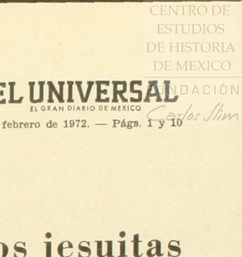 CENTRO DE
ESTUDIOS
DE HISTORIA
DE MEXICO
FUNDACIÓN
Carlos Slim
EL UNIVERSAL
EL GRAN DIARIO DE MEXICO
febrero de 1972. — Págs. 1 y 10
os jesuitas